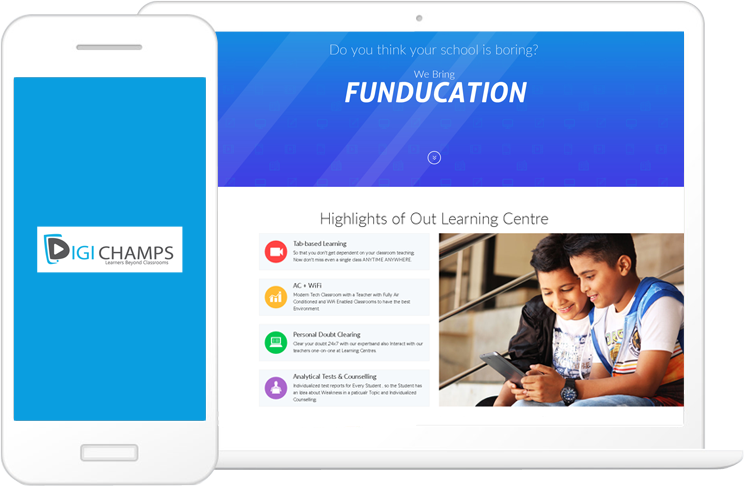 DIGI CHAMPS
Learners Beyond Classrooms
Do you think your school is boring?
We Bring
FUNDUCATION
Highlights of Out Learning Centre
Tab-based Learning
So that you don't get dependent on your classroom teaching.
Now don't miss even a single class ANYTIME ANYWHERE.
AC + WiFi
Modern Tech Classroom with a Teacher with Fully Air
Conditioned and Wifi Enabled Classrooms to have the best
Environment
Personal Doubt Clearing
Clear your doubt 24x7 with our expertsand also interact with our
teachers one-on-one at Learning Centres
Analytical Tests & Counselling
Individualized test reports for Every Student , so the Student has
an Idea about Weakness in a paticualr Topic and Individualized
Counselling